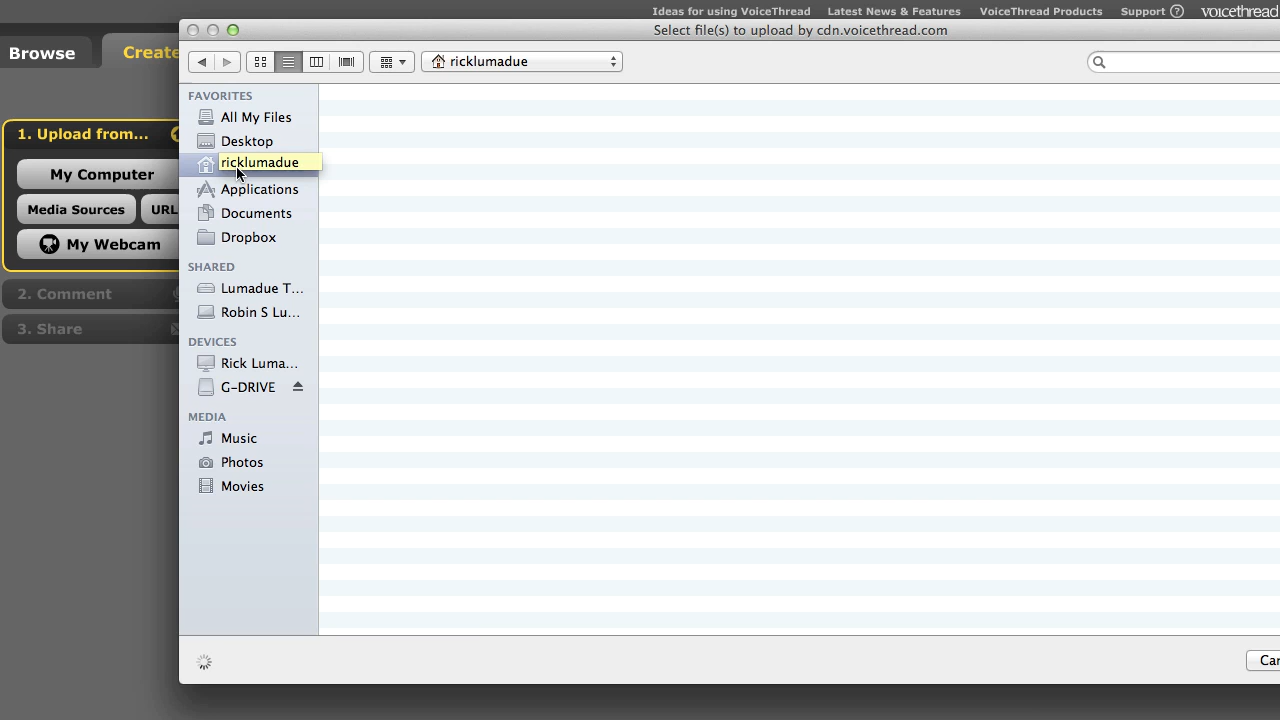 Ideas for using VoiceThread Latest News & Features VoiceThread Products Support ? voicethread
Select file(s) to upload by cdn.voicethread.com
Browse
Create
ricklumadue
FAVORITES
All My Files
Desktop
ricklumadue
Applications
Documents
Dropbox
SHARED
Lumadue T...
Robin S Lu...
DEVICES
Rick Luma...
G-DRIVE
MEDIA
Music
Photos
Movies
1. Upload from...
My Computer
Media Sources URL
My Webcam
2. Comment
3. Share